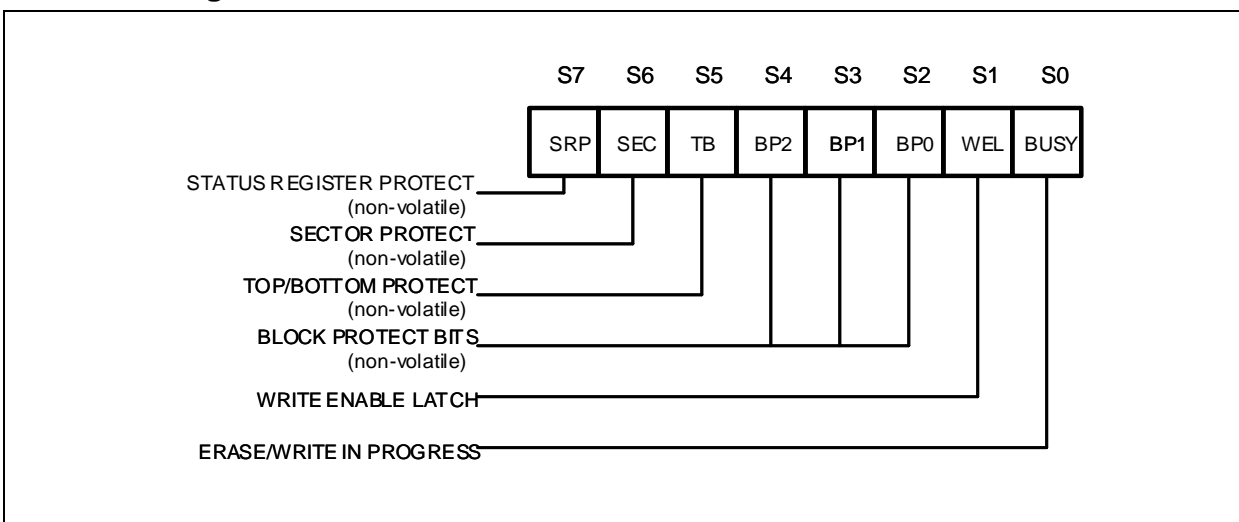 S7 S6 S5 S4 S3 S2 S1 S0
SRP SEC TB BP2 BP1 BP0 WEL BUSY
STATUS REGISTER PROTECT
(non-volatile)
SECTOR PROTECT
(non-volatile)
TOP/BOTTOM PROTECT
(non-volatile)
BLOCK PROTECT BITS
(non-volatile)
WRITE ENABLE LATCH
ERASE/WRITE IN PROGRESS